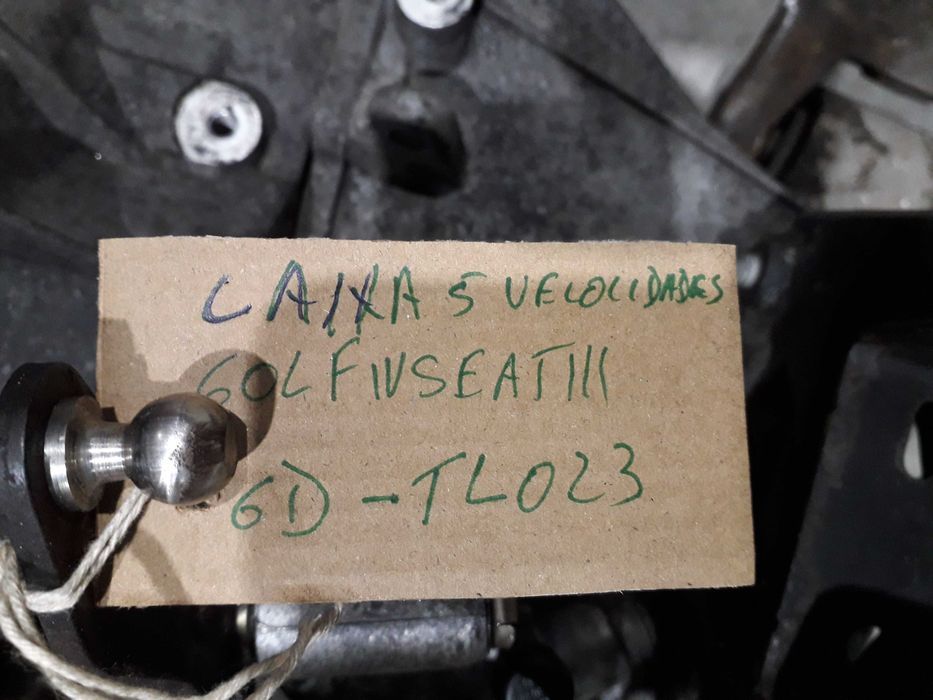 CAIXA 5 VELOCIDADES
GOLF IV SEAT III
GD - TL023